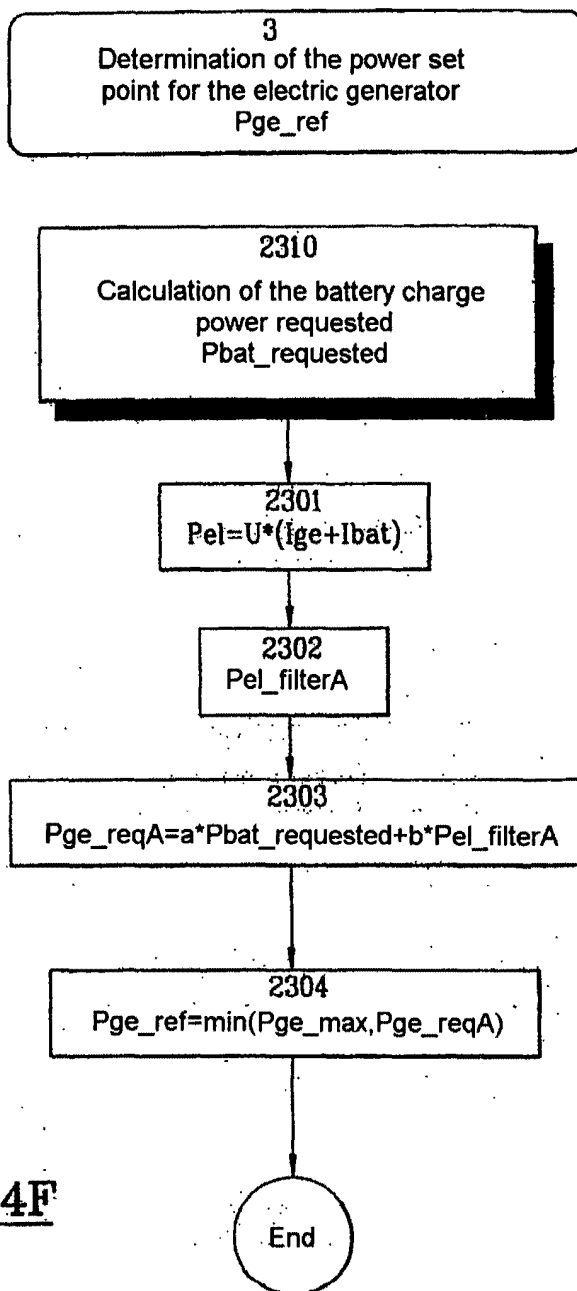 3
Determination of the power set
point for the electric generator
Pge_ref
2310
Calculation of the battery charge
power requested
Pbat_requested
2301
Pel=U*(Ige+Ibat)
2302
Pel_filterA
2303
Pge_reqA=a*Pbat_requested+b*Pel_filterA
2304
Pge_ref=min(Pge_max,Pge_reqA)
4F
End